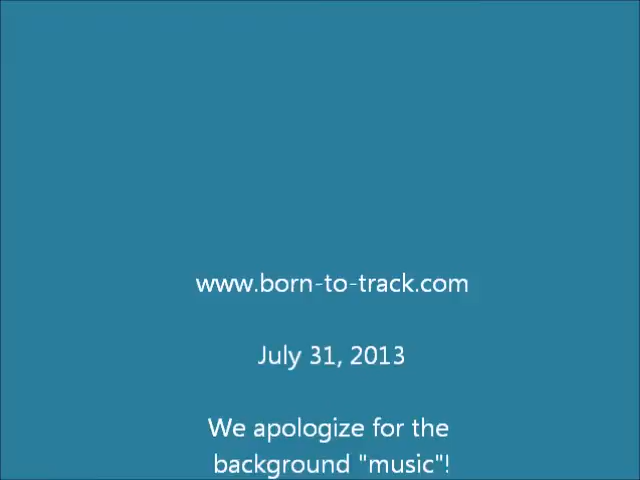 www.born-to-track.com
July 31, 2013
We apologize for the
background "music"!